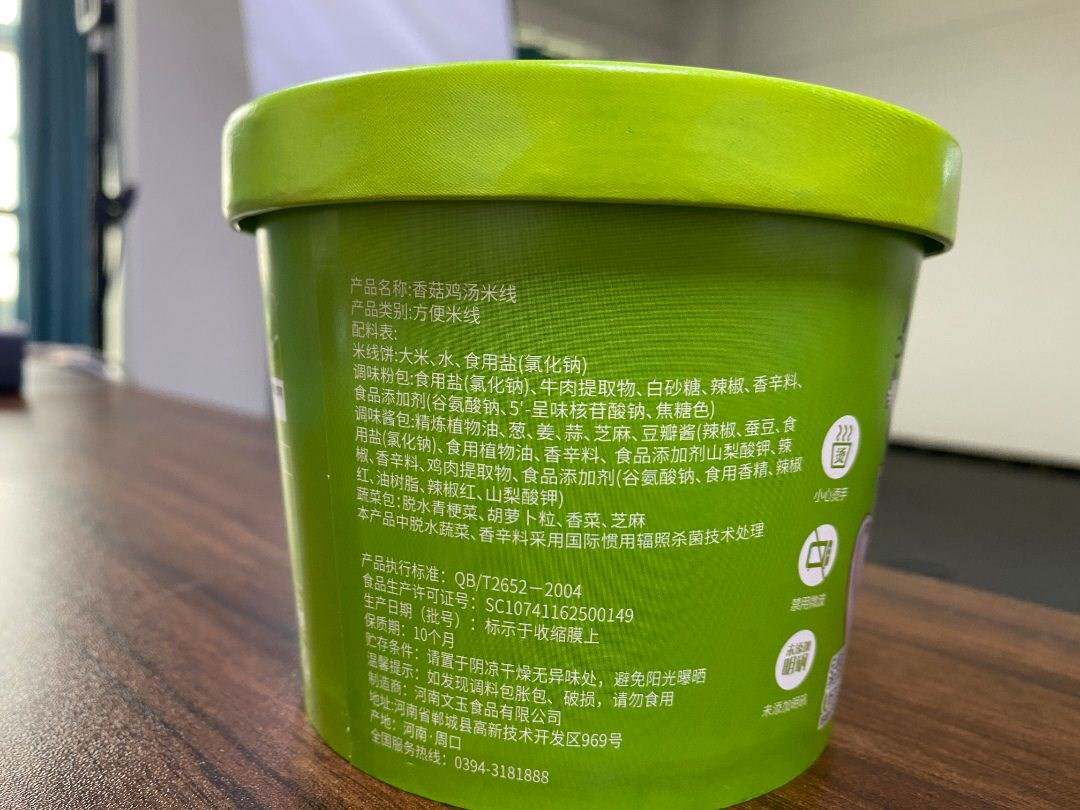 产品名称:香菇鸡汤米线
产品类别:方便米线
配料表:
米线饼:大米、水、食用盐(氯化钠)
调味粉包:食用盐(氯化钠)、牛肉提取物、白砂糖、辣椒、香辛料、
食品添加剂(谷氨酸钠、5'-呈味核苷酸钠、焦糖色)
调味酱包:精炼植物油、葱、姜、蒜、芝麻、豆瓣酱(辣椒、蚕豆、食
用盐(氯化钠)、食用植物油、香辛料、食品添加剂山梨酸钾、辣
椒、香辛料、鸡肉提取物、食品添加剂(谷氨酸钠、食用香精、辣椒
红、油树脂、辣椒红、山梨酸钾)
蔬菜包:脱水青梗菜、胡萝卜粒、香菜、芝麻
本产品中脱水蔬菜、香辛料采用国际惯用辐照杀菌技术处理
产品执行标准：QB/T2652－2004
食品生产许可证号：SC10741162500149
生产日期（批号）：标示于收缩膜上
保质期：10个月
贮存条件：请置于阴凉干燥无异味处，避免阳光曝晒
温馨提示：如发现调料包胀包、破损，请勿食用
制造商：河南文玉食品有限公司
地址:河南省郸城县高新技术开发区969号
产地：河南·周口
全国服务热线：0394-3181888
烫
小心烫手
未添加
明矾
未添加明矾